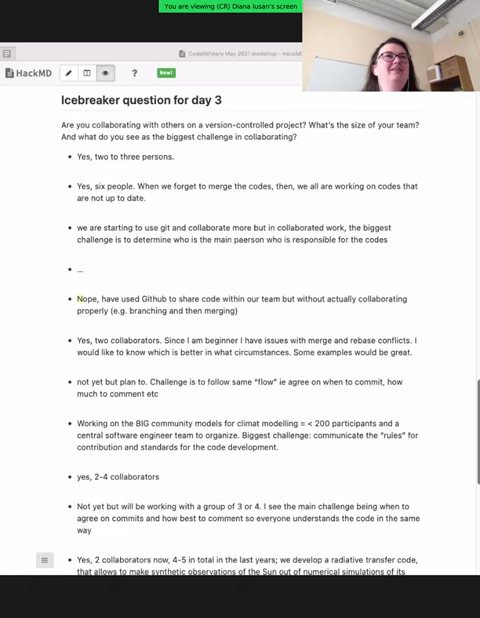 You are viewing (CR) Diana Iusan's screen
CodeRefinery May 2021 workshop - HackMD
HackMD
?
New!
Icebreaker question for day 3
Are you collaborating with others on a version-controlled project? What's the size of your team?
And what do you see as the biggest challenge in collaborating?
Yes, two to three persons.
Yes, six people. When we forget to merge the codes, then, we all are working on codes that
are not up to date.
we are starting to use git and collaborate more but in collaborated work, the biggest
challenge is to determine who is the main paerson who is responsible for the codes
...
Nope, have used Github to share code within our team but without actually collaborating
properly (e.g. branching and then merging)
Yes, two collaborators. Since I am beginner I have issues with merge and rebase conflicts. I
would like to know which is better in what circumstances. Some examples would be great.
not yet but plan to. Challenge is to follow same “flow” ie agree on when to commit, how
much to comment etc
Working on the BIG community models for climat modelling = < 200 participants and a
central software engineer team to organize. Biggest challenge: communicate the “rules” for
contribution and standards for the code development.
yes, 2-4 collaborators
Not yet but will be working with a group of 3 or 4. I see the main challenge being when to
agree on commits and how best to comment so everyone understands the code in the same
way
Yes, 2 collaborators now, 4-5 in total in the last years; we develop a radiative transfer code,
that allows to make synthetic observations of the Sun out of numerical simulations of its